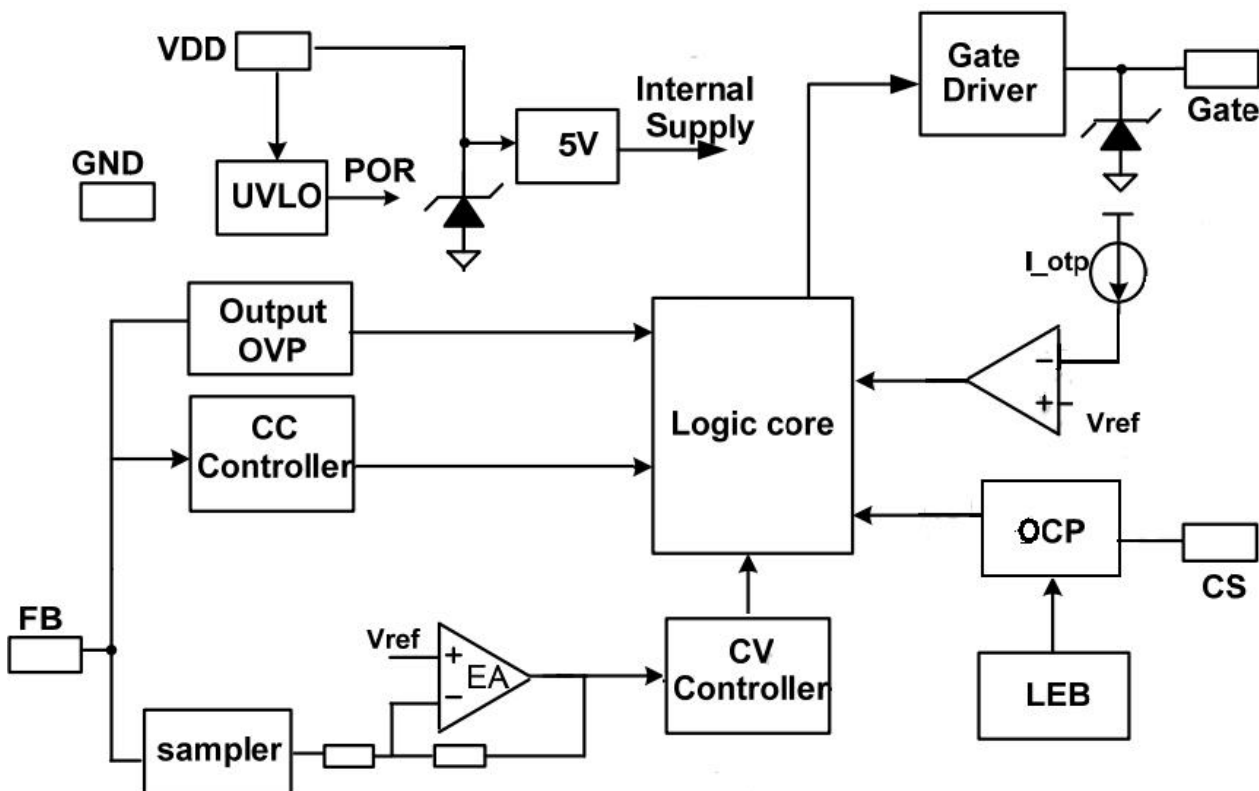 VDD
GND
UVLO
POR
5V
Internal
Supply
Gate
Driver
Gate
I_otp
Output
OVP
CC
Controller
Logic core
−
+
Vref
OCP
CS
LEB
FB
Vref
+
EA
−
CV
Controller
sampler